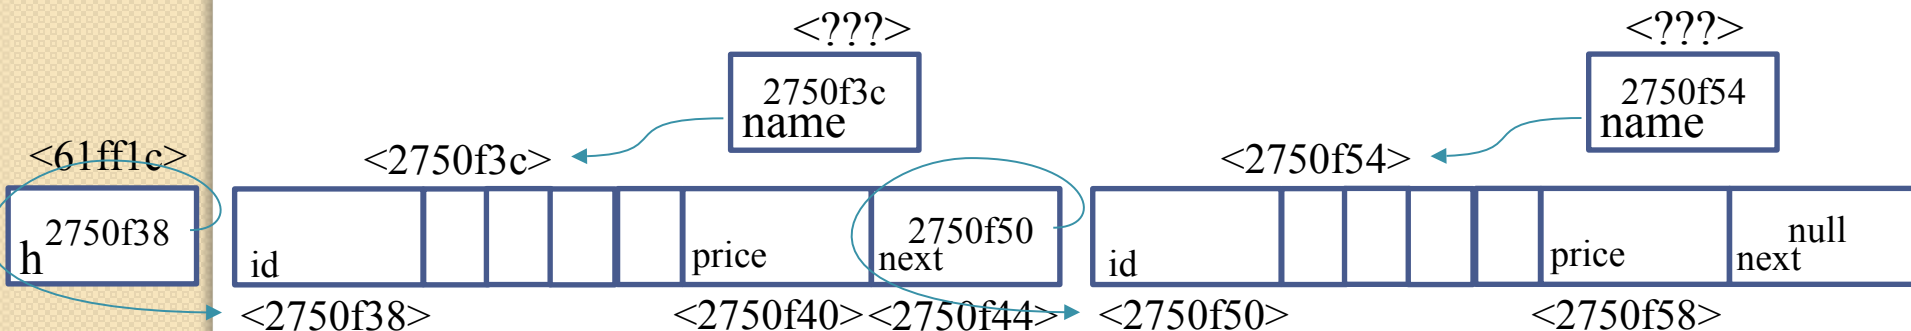 <???> <???>
2750f3c 2750f54
name name
<61ff1c> <2750f3c> <2750f54>
2750f38 2750f50 null
h id price next id price next
<2750f38> <2750f40> <2750f44> <2750f50> <2750f58>